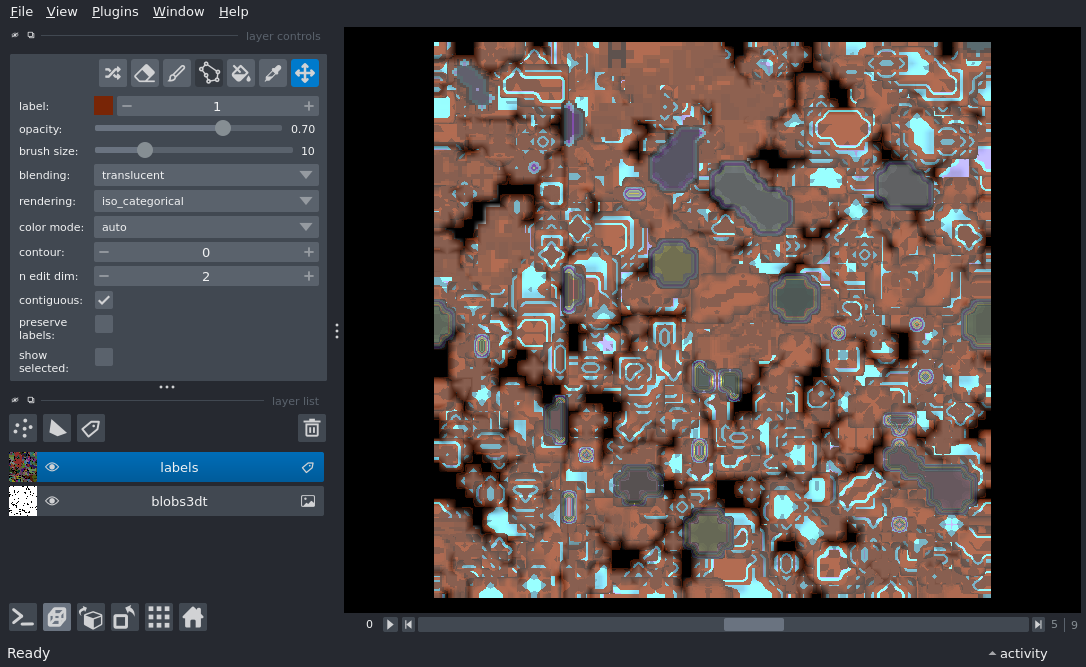 File View Plugins Window Help
layer controls
label: 1
opacity: 0.70
brush size: 10
blending: translucent
rendering: iso_categorical
color mode: auto
contour: 0
n edit dim: 2
contiguous:
preserve
labels:
show
selected:
layer list
labels
blobs3dt
0 5 | 9
Ready activity